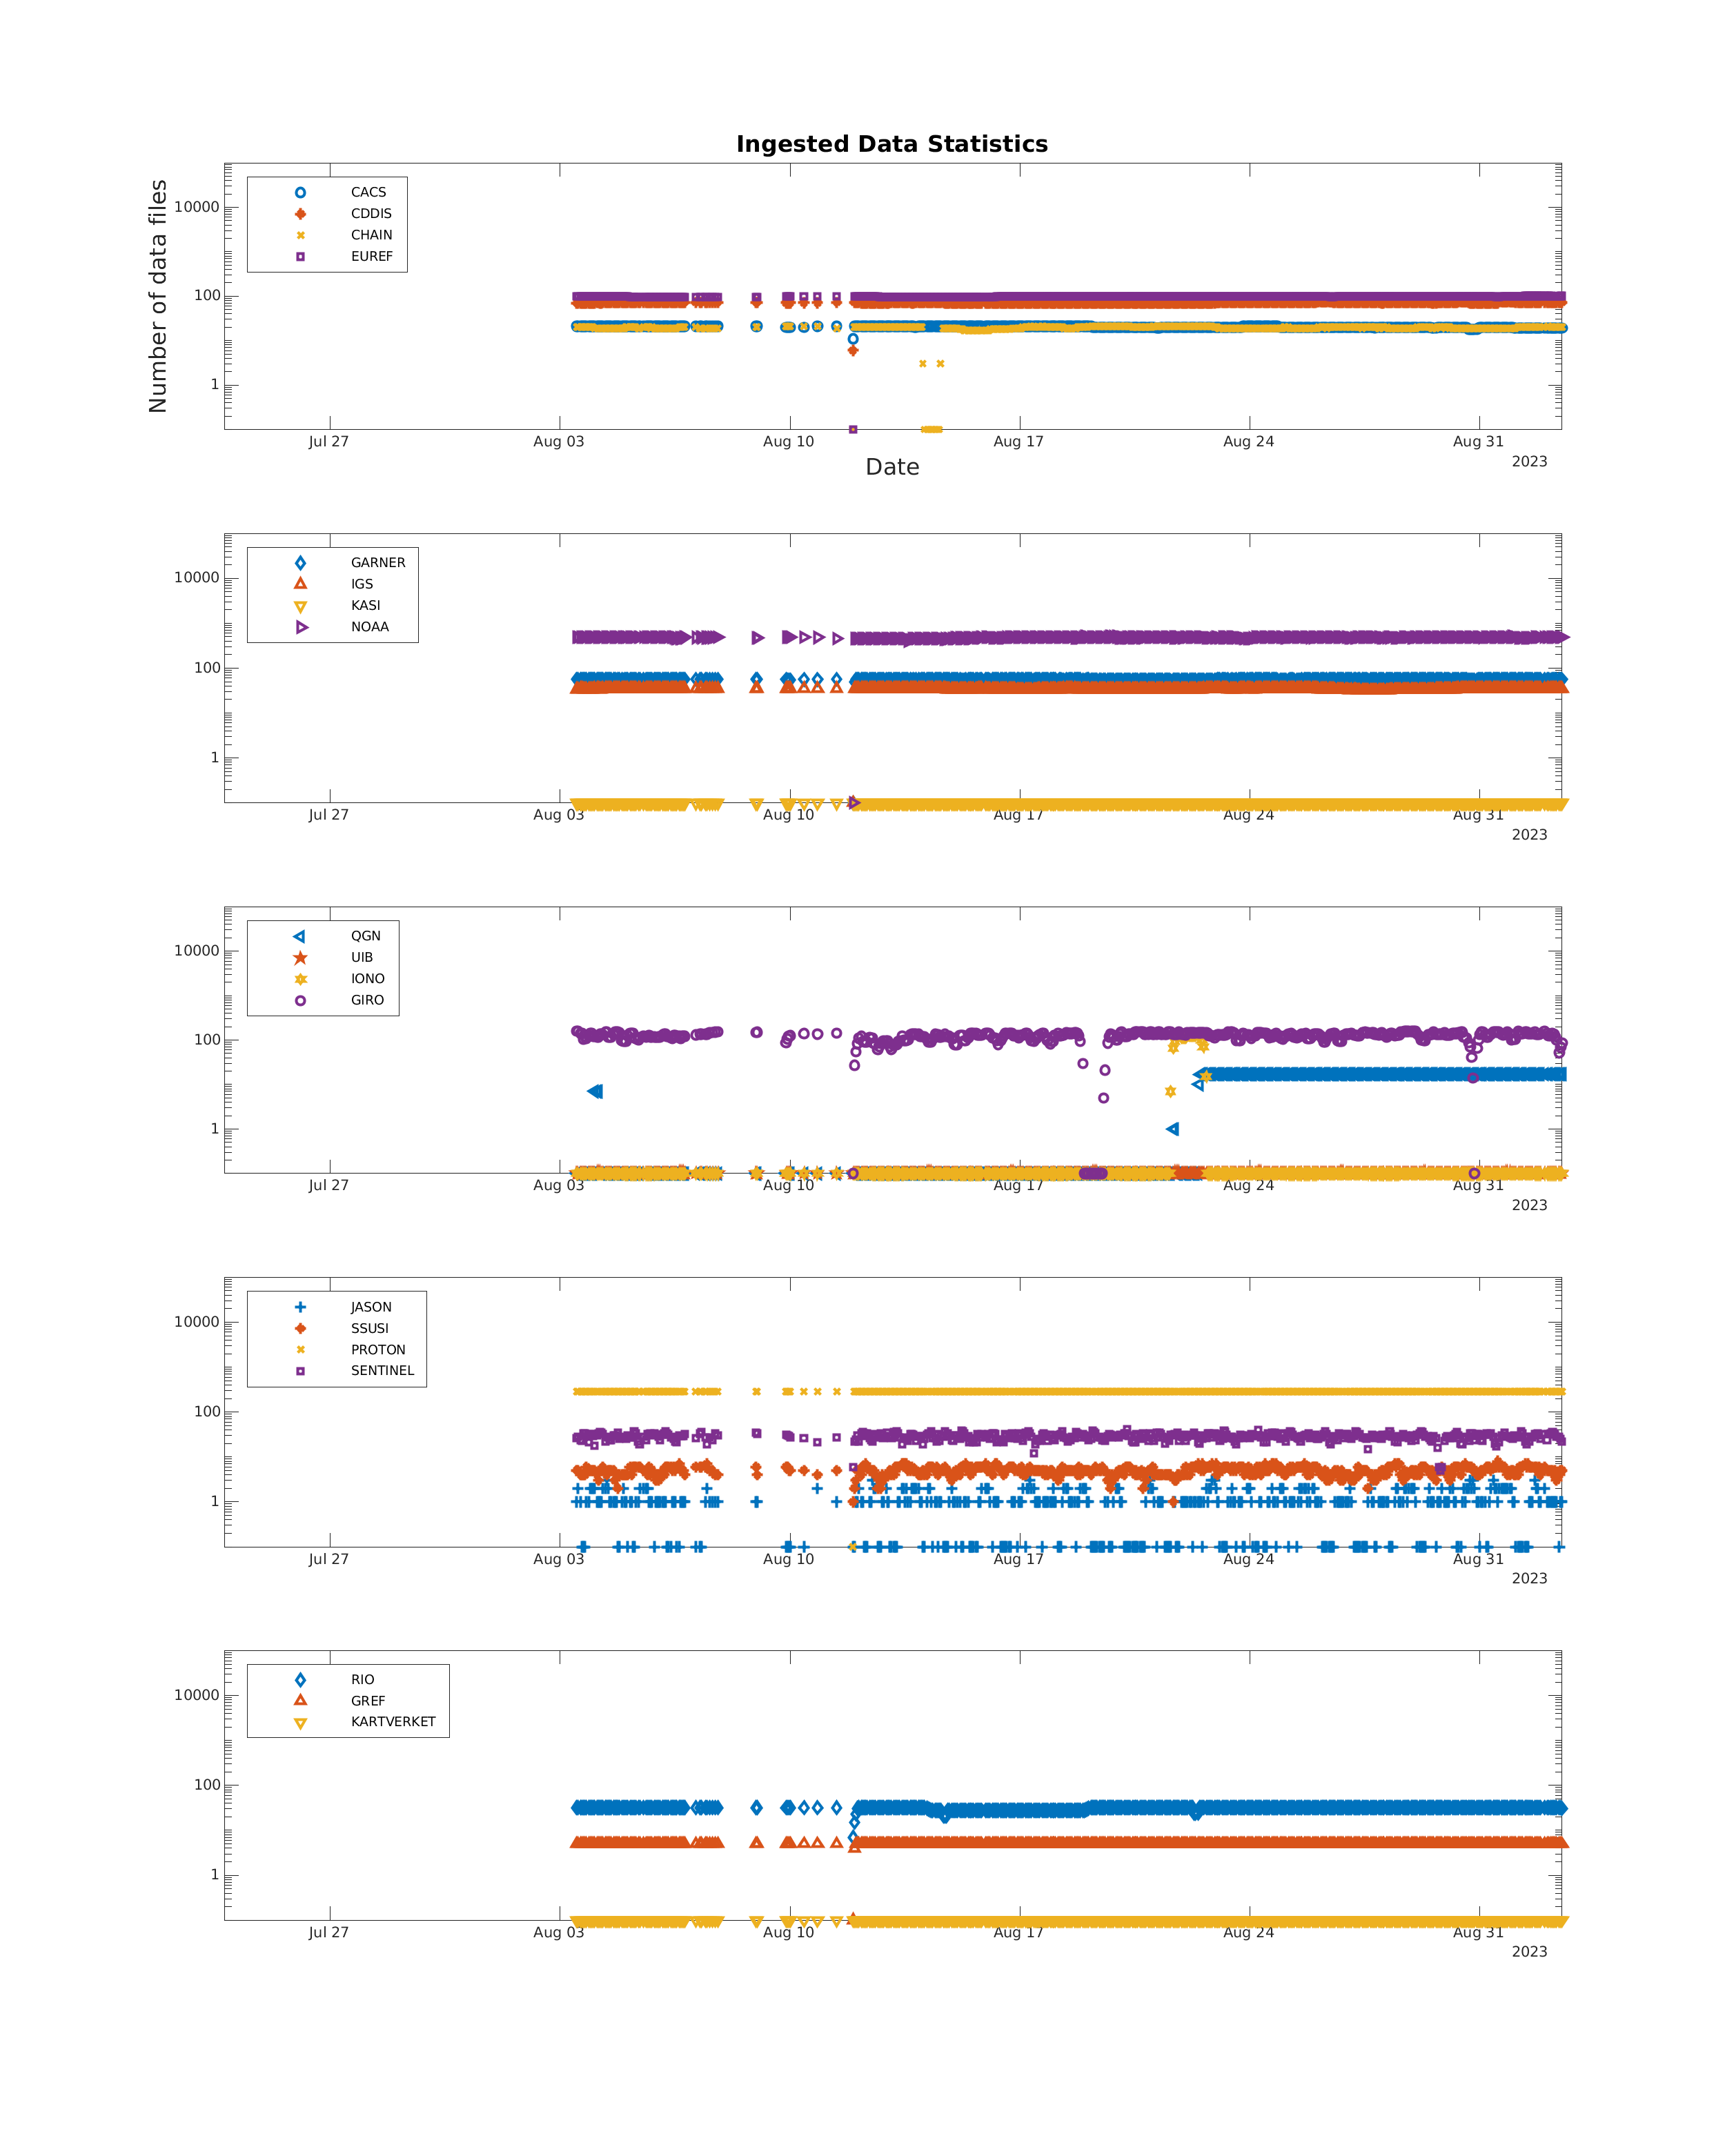 Ingested Data Statistics
Number of data files
10000
100
1
CACS
CDDIS
CHAIN
EUREF
Jul 27 Aug 03 Aug 10 Aug 17 Aug 24 Aug 31
2023
Date
10000
100
1
GARNER
IGS
KASI
NOAA
Jul 27 Aug 03 Aug 10 Aug 17 Aug 24 Aug 31
2023
10000
100
1
QGN
UIB
IONO
GIRO
Jul 27 Aug 03 Aug 10 Aug 17 Aug 24 Aug 31
2023
10000
100
1
JASON
SSUSI
PROTON
SENTINEL
Jul 27 Aug 03 Aug 10 Aug 17 Aug 24 Aug 31
2023
10000
100
1
RIO
GREF
KARTVERKET
Jul 27 Aug 03 Aug 10 Aug 17 Aug 24 Aug 31
2023